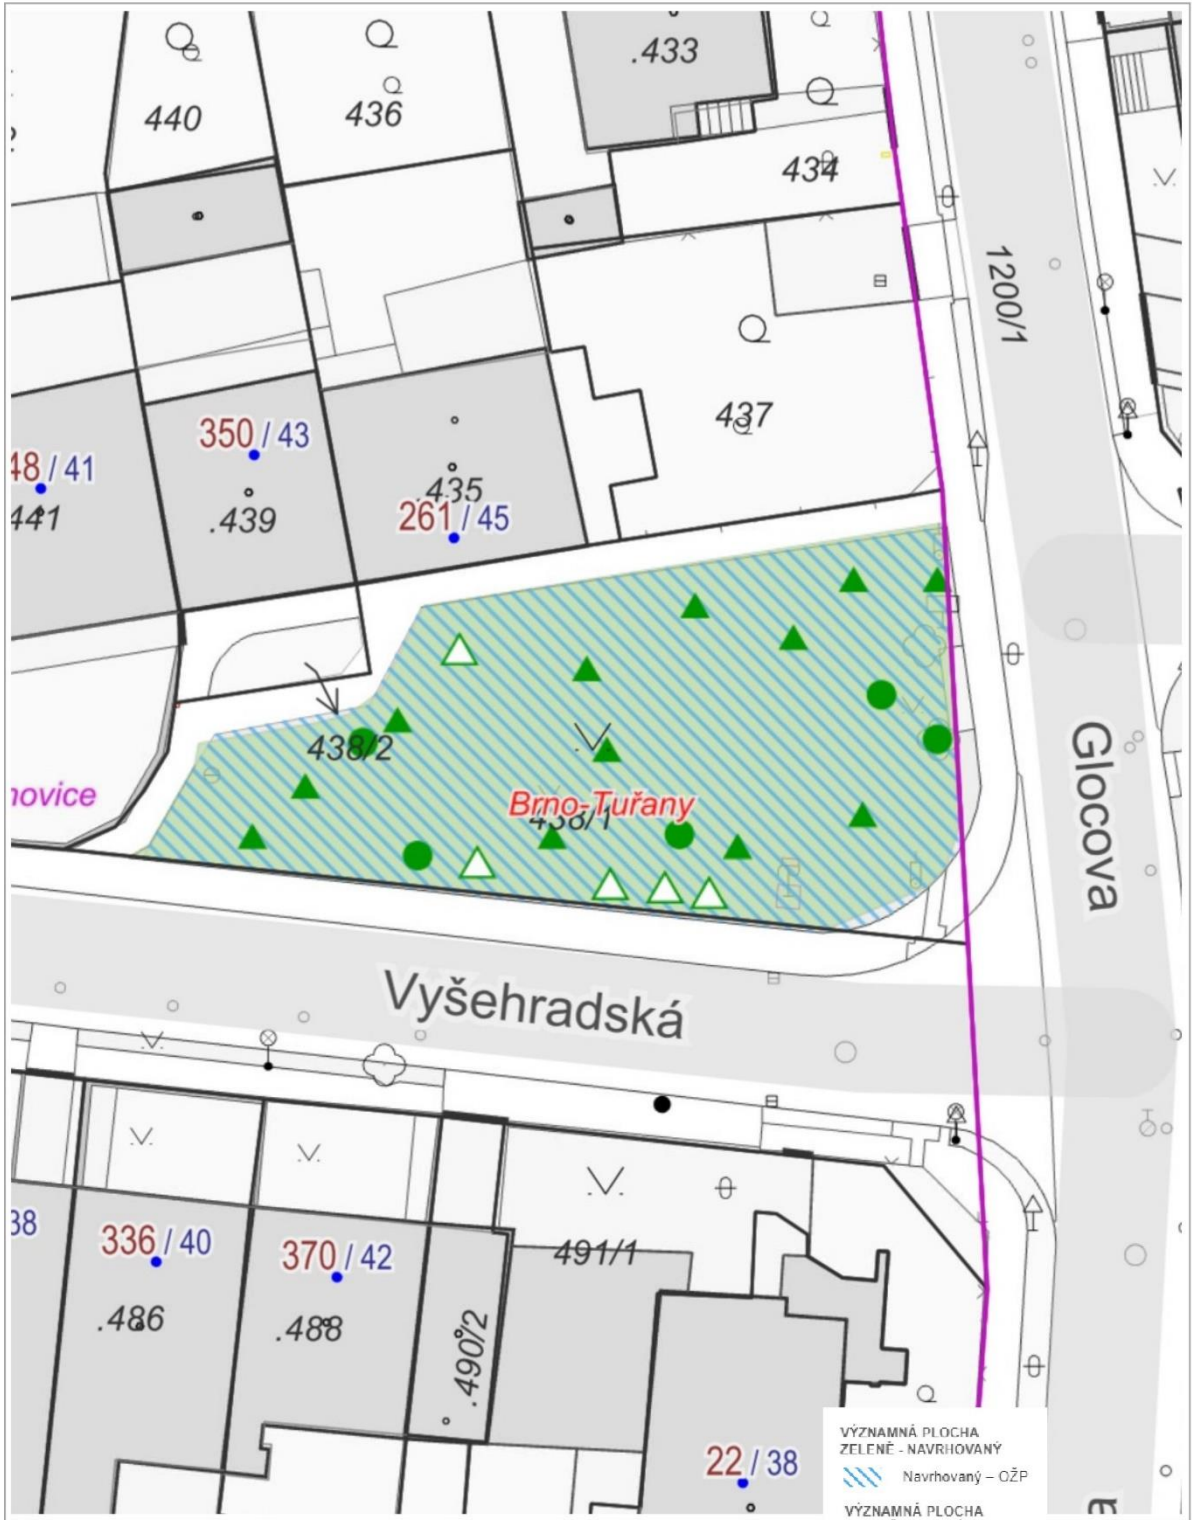 .433
440
436
434
1200/1
437
350 / 43
48 / 41
.435
441
.439
261 / 45
438/2
novice
Brno-Tuřany
438/1
Glocova
Vyšehradská
38
336 / 40
370 / 42
491/1
.486
.488
.490/2
22 / 38
VÝZNAMNÁ PLOCHA
ZELENĚ - NAVRHOVANÝ
Navrhovaný – OŽP
VÝZNAMNÁ PLOCHA
a